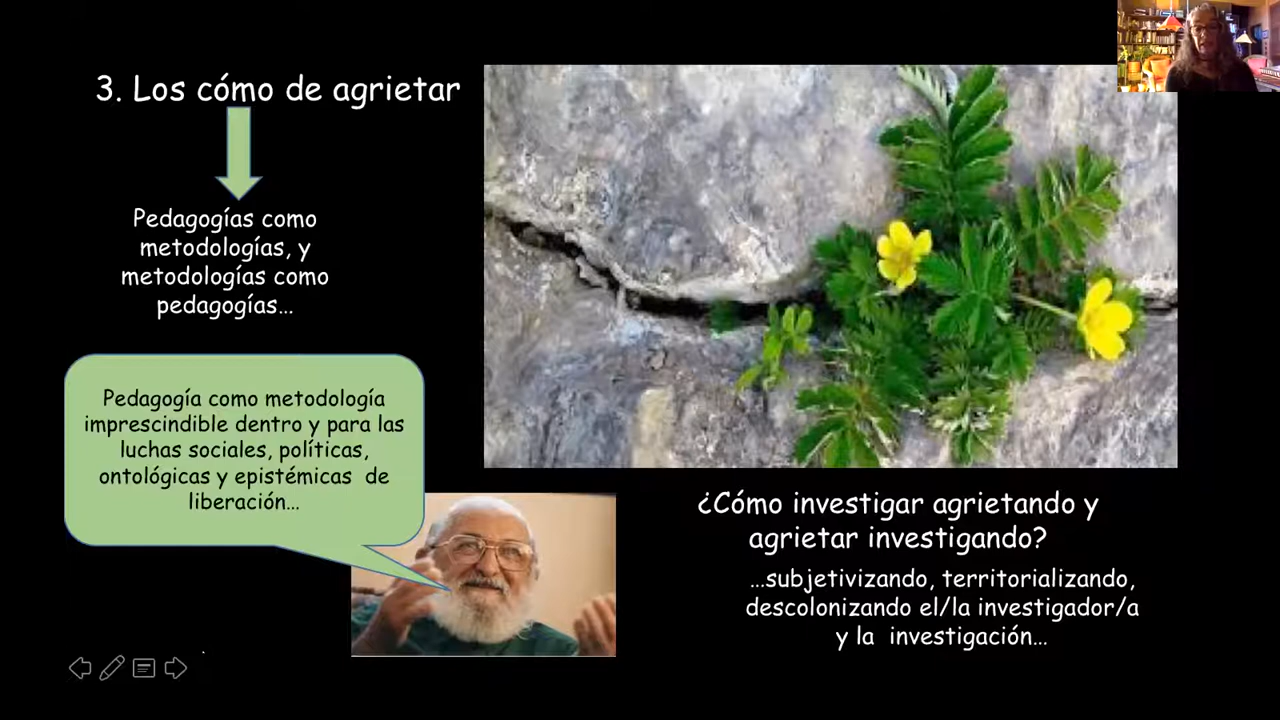 3. Los cómo de agrietar
Pedagogías como
metodologías, y
metodologías como
pedagogías…
Pedagogía como metodología
imprescindible dentro y para las
luchas sociales, políticas,
ontológicas y epistémicas de
liberación…
¿Cómo investigar agrietando y
agrietar investigando?
…subjetivizando, territorializando,
descolonizando el/la investigador/a
y la investigación…